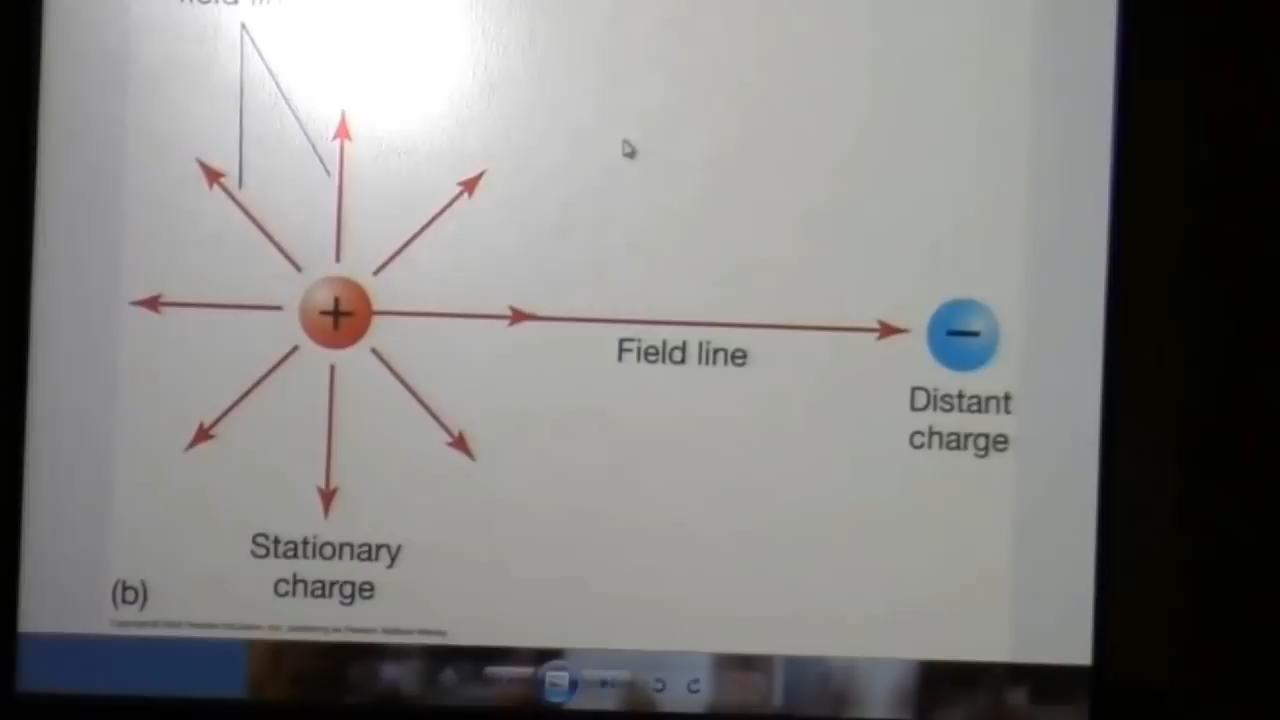 +
Field line
−
Distant
charge
Stationary
charge
(b)